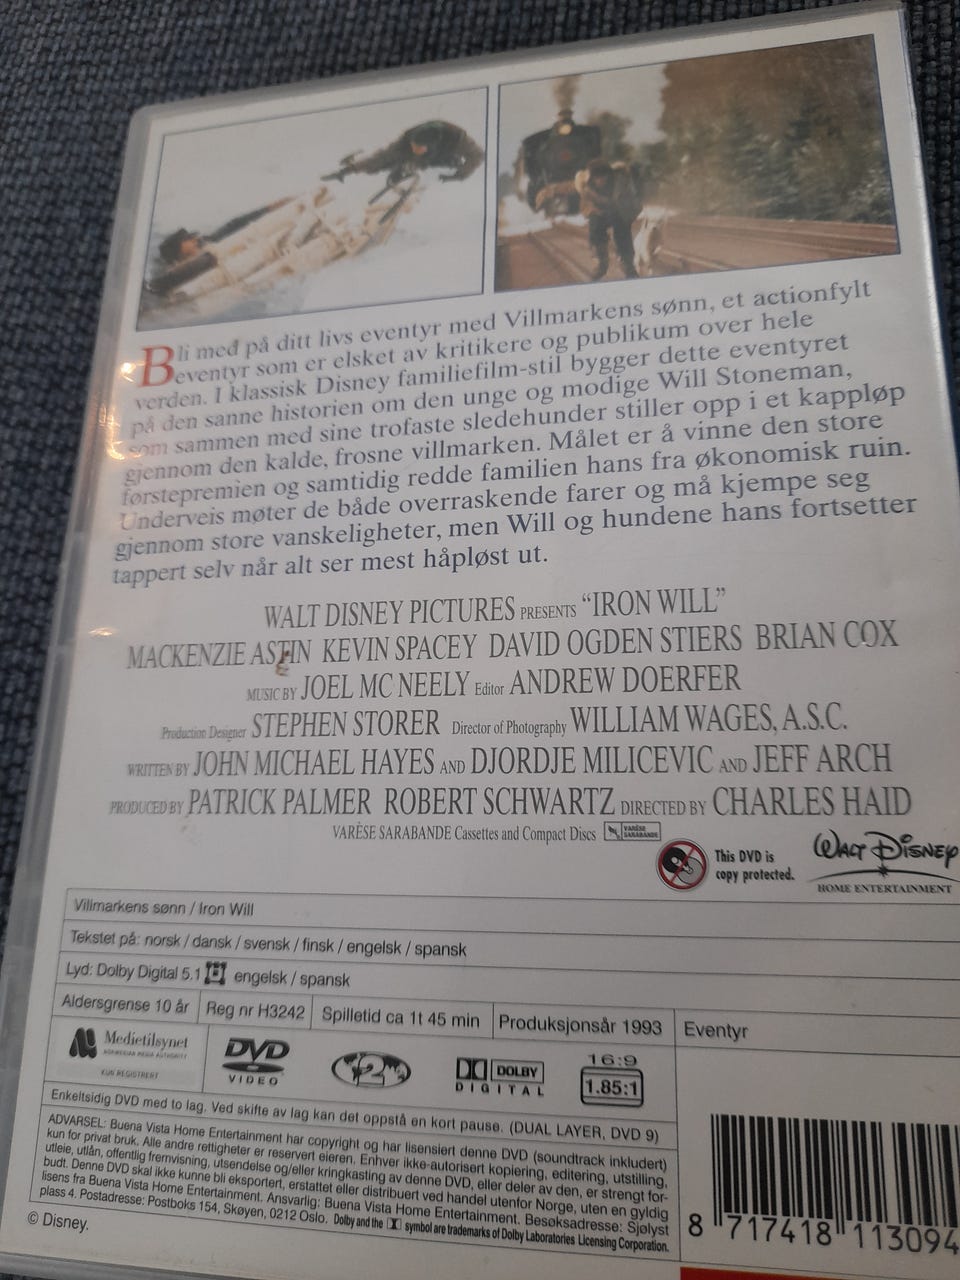 Bli med på ditt livs eventyr med Villmarkens sønn, et actionfylt
eventyr som er elsket av kritikere og publikum over hele
verden. I klassisk Disney familiefilm-stil bygger dette eventyret
på den sanne historien om den unge og modige Will Stoneman,
som sammen med sine trofaste sledehunder stiller opp i et kappløp
gjennom den kalde, frosne villmarken. Målet er å vinne den store
førstepremien og samtidig redde familien hans fra økonomisk ruin.
Underveis møter de både overraskende farer og må kjempe seg
gjennom store vanskeligheter, men Will og hundene hans fortsetter
tappert selv når alt ser mest håpløst ut.
WALT DISNEY PICTURES PRESENTS “IRON WILL”
MACKENZIE ASTIN KEVIN SPACEY DAVID OGDEN STIERS BRIAN COX
MUSIC BY JOEL MC NEELY Editor ANDREW DOERFER
Production Designer STEPHEN STORER Director of Photography WILLIAM WAGES, A.S.C.
WRITTEN BY JOHN MICHAEL HAYES AND DJORDJE MILICEVIC AND JEFF ARCH
PRODUCED BY PATRICK PALMER ROBERT SCHWARTZ DIRECTED BY CHARLES HAID
VARÈSE SARABANDE Cassettes and Compact Discs VARÈSE SARABANDE
This DVD is
copy protected.
WALT DISNEY
HOME ENTERTAINMENT
Villmarkens sønn / Iron Will
Tekstet på: norsk / dansk / svensk / finsk / engelsk / spansk
Lyd: Dolby Digital 5.1 engelsk / spansk
Aldersgrense 10 år Reg nr H3242 Spilletid ca 1t 45 min Produksjonsår 1993 Eventyr
Medietilsynet
NORWEGIAN MEDIA AUTHORITY
KUN REGISTRERT
DVD
VIDEO
2
DOLBY
DIGITAL
16:9
1.85:1
Enkeltsidig DVD med to lag. Ved skifte av lag kan det oppstå en kort pause. (DUAL LAYER, DVD 9)
ADVARSEL: Buena Vista Home Entertainment har copyright og har lisensiert denne DVD (soundtrack inkludert)
kun for privat bruk. Alle andre rettigheter er reservert eieren. Enhver ikke-autorisert kopiering, editering, utstilling,
utleie, utlån, offentlig fremvisning, utsendelse og/eller kringkasting av denne DVD, eller deler av den, er strengt for-
budt. Denne DVD skal ikke kunne bli eksportert, erstattet eller distribuert ved handel utenfor Norge, uten en gyldig
lisens fra Buena Vista Home Entertainment. Ansvarlig: Buena Vista Home Entertainment. Besøksadresse: Sjølyst
plass 4. Postadresse: Postboks 154, Skøyen, 0212 Oslo. Dolby and the symbol are trademarks of Dolby Laboratories Licensing Corporation.
© Disney.
8 717418 113094